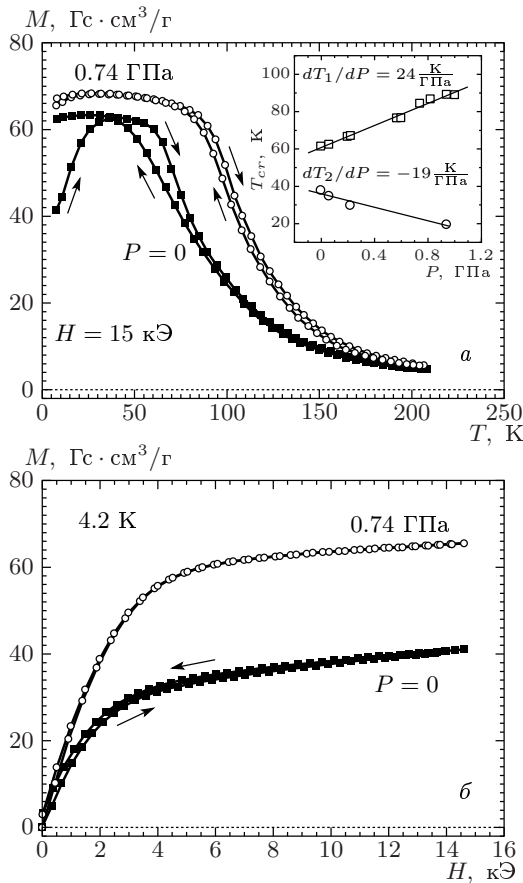 M, Гс · см³/г
80
60
40
20
0
0 50 100 150 200 250
T, К
0.74 ГПа
P = 0
H = 15 кЭ
а
dT₁/dP = 24 К/ГПа
dT₂/dP = −19 К/ГПа
T_cr, К
100
80
60
40
20
0 0.4 0.8 1.2
P, ГПа
M, Гс · см³/г
80
60
40
20
0
0 2 4 6 8 10 12 14 16
H, кЭ
4.2 К
0.74 ГПа
P = 0
б